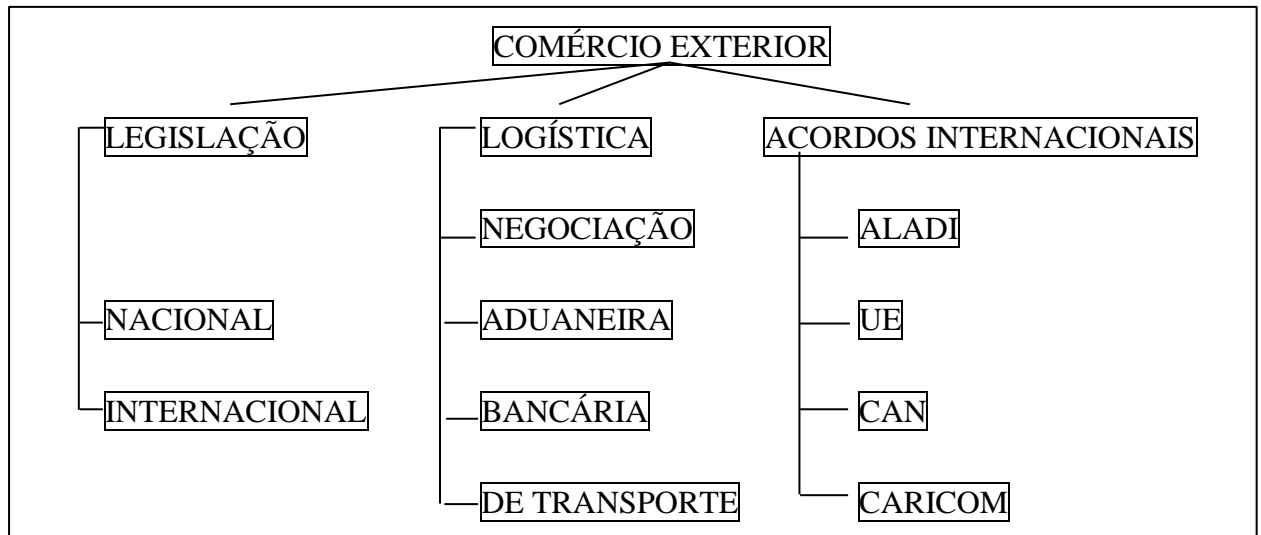 COMÉRCIO EXTERIOR
LEGISLAÇÃO
NACIONAL
INTERNACIONAL
LOGÍSTICA
NEGOCIAÇÃO
ADUANEIRA
BANCÁRIA
DE TRANSPORTE
ACORDOS INTERNACIONAIS
ALADI
UE
CAN
CARICOM